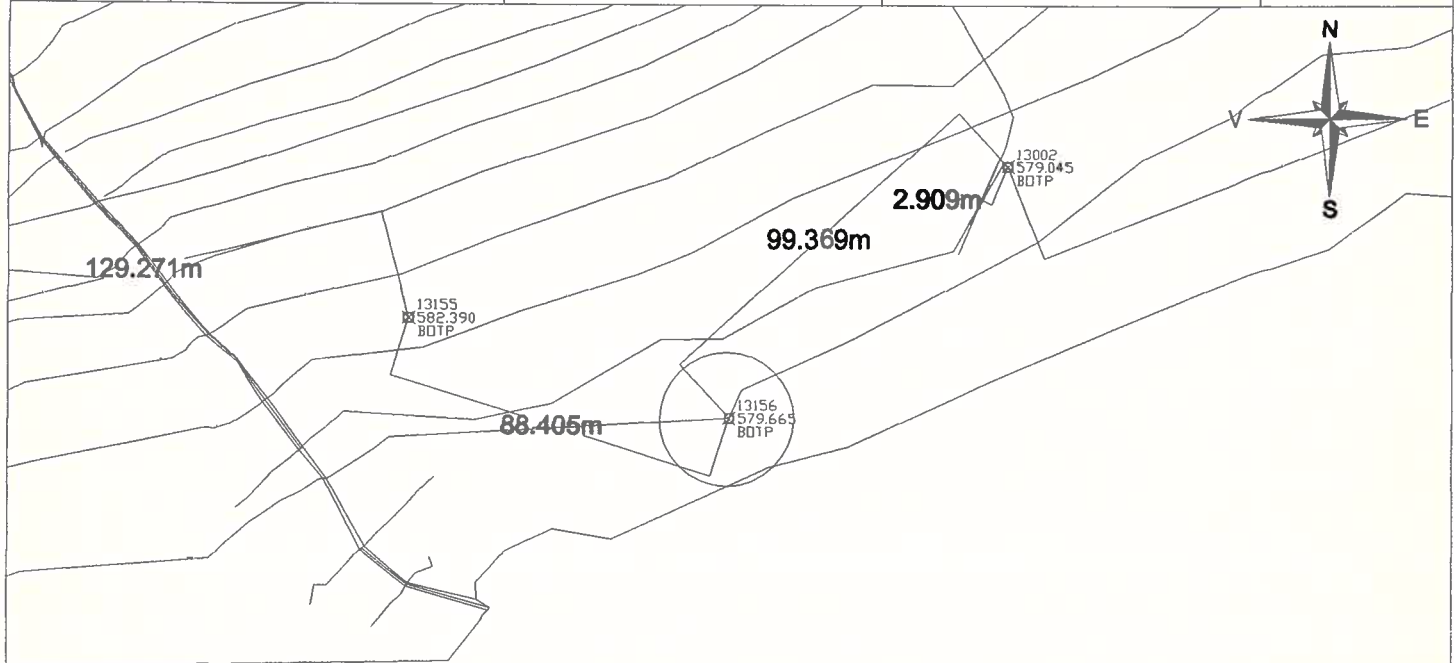 N
V E
S
13002
579.045
BDTP
2.909m
99.369m
129.271m
13155
582.390
BDTP
13156
579.665
BDTP
88.405m